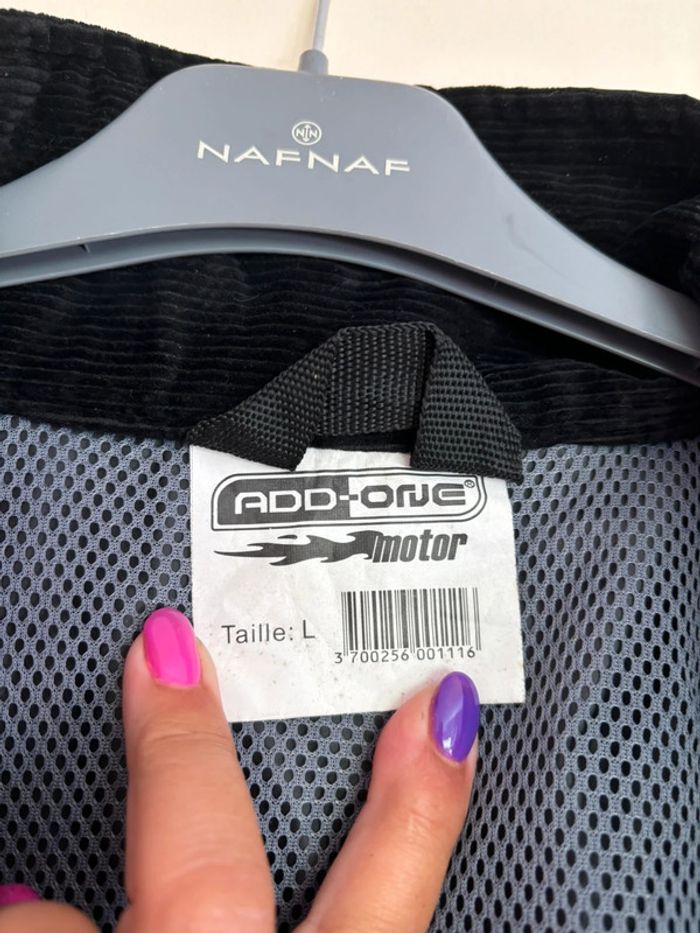 NAFNAF
ADD-ONE®
motor
Taille: L
3 700256 001116